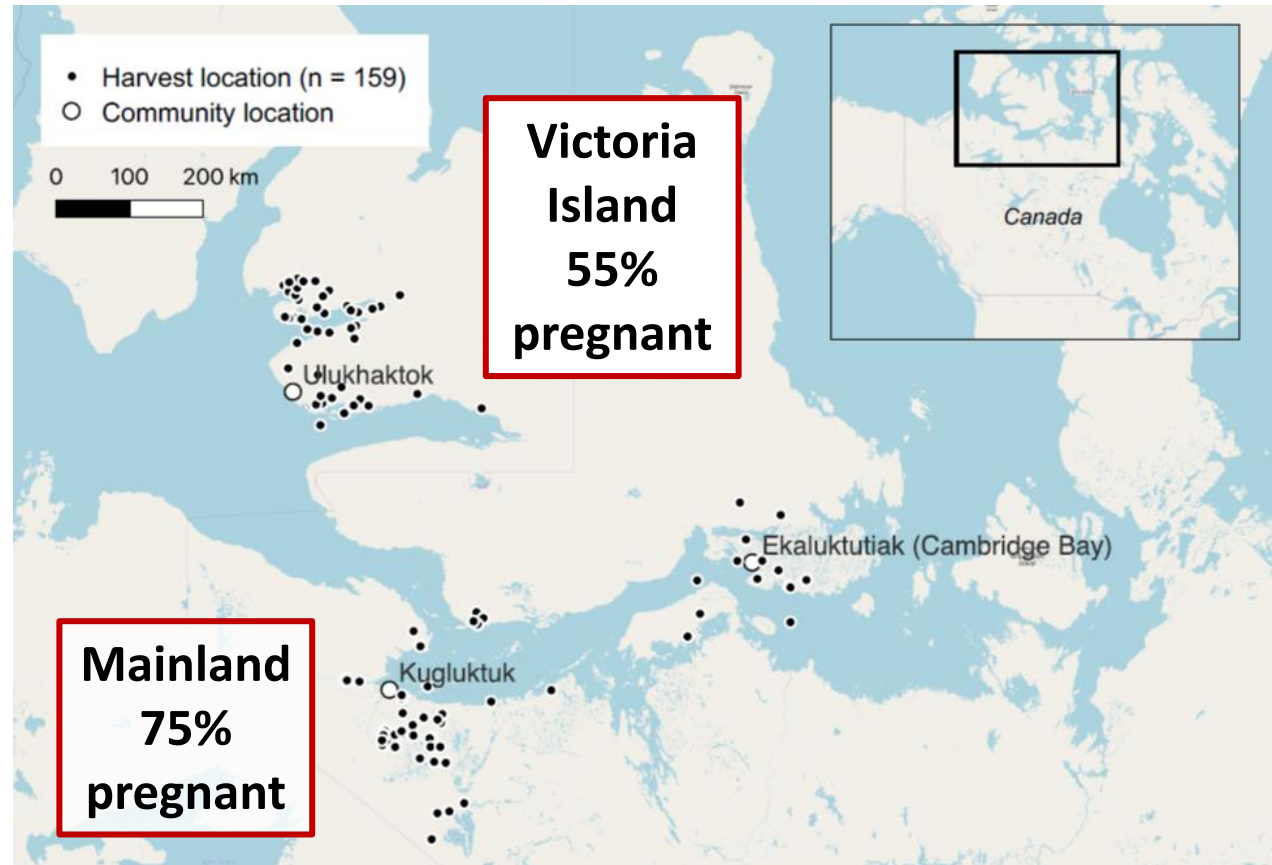 Harvest location (n = 159)
Community location
0 100 200 km
Victoria
Island
55%
pregnant
Canada
Ulukhaktok
Ekaluktutiak (Cambridge Bay)
Kugluktuk
Mainland
75%
pregnant